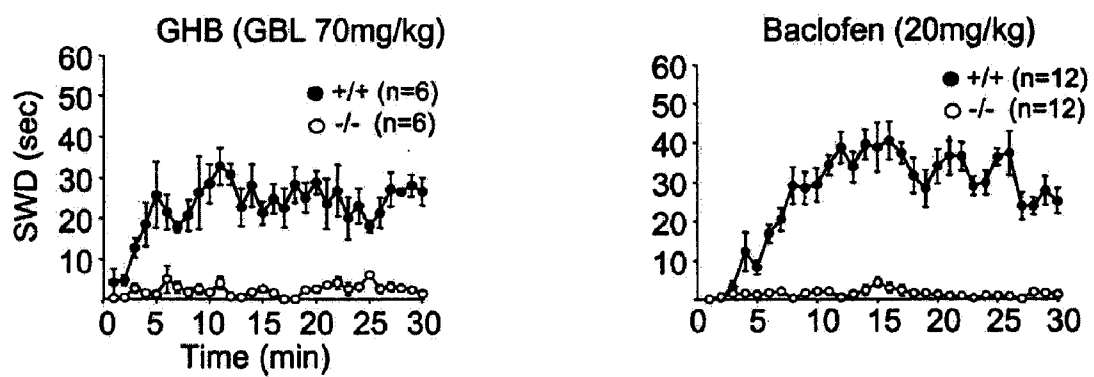 GHB (GBL 70mg/kg)
SWD (sec)
60
50
40
30
20
10
+/+ (n=6)
-/- (n=6)
0 5 10 15 20 25 30
Time (min)
Baclofen (20mg/kg)
60
50
40
30
20
10
+/+ (n=12)
-/- (n=12)
0 5 10 15 20 25 30